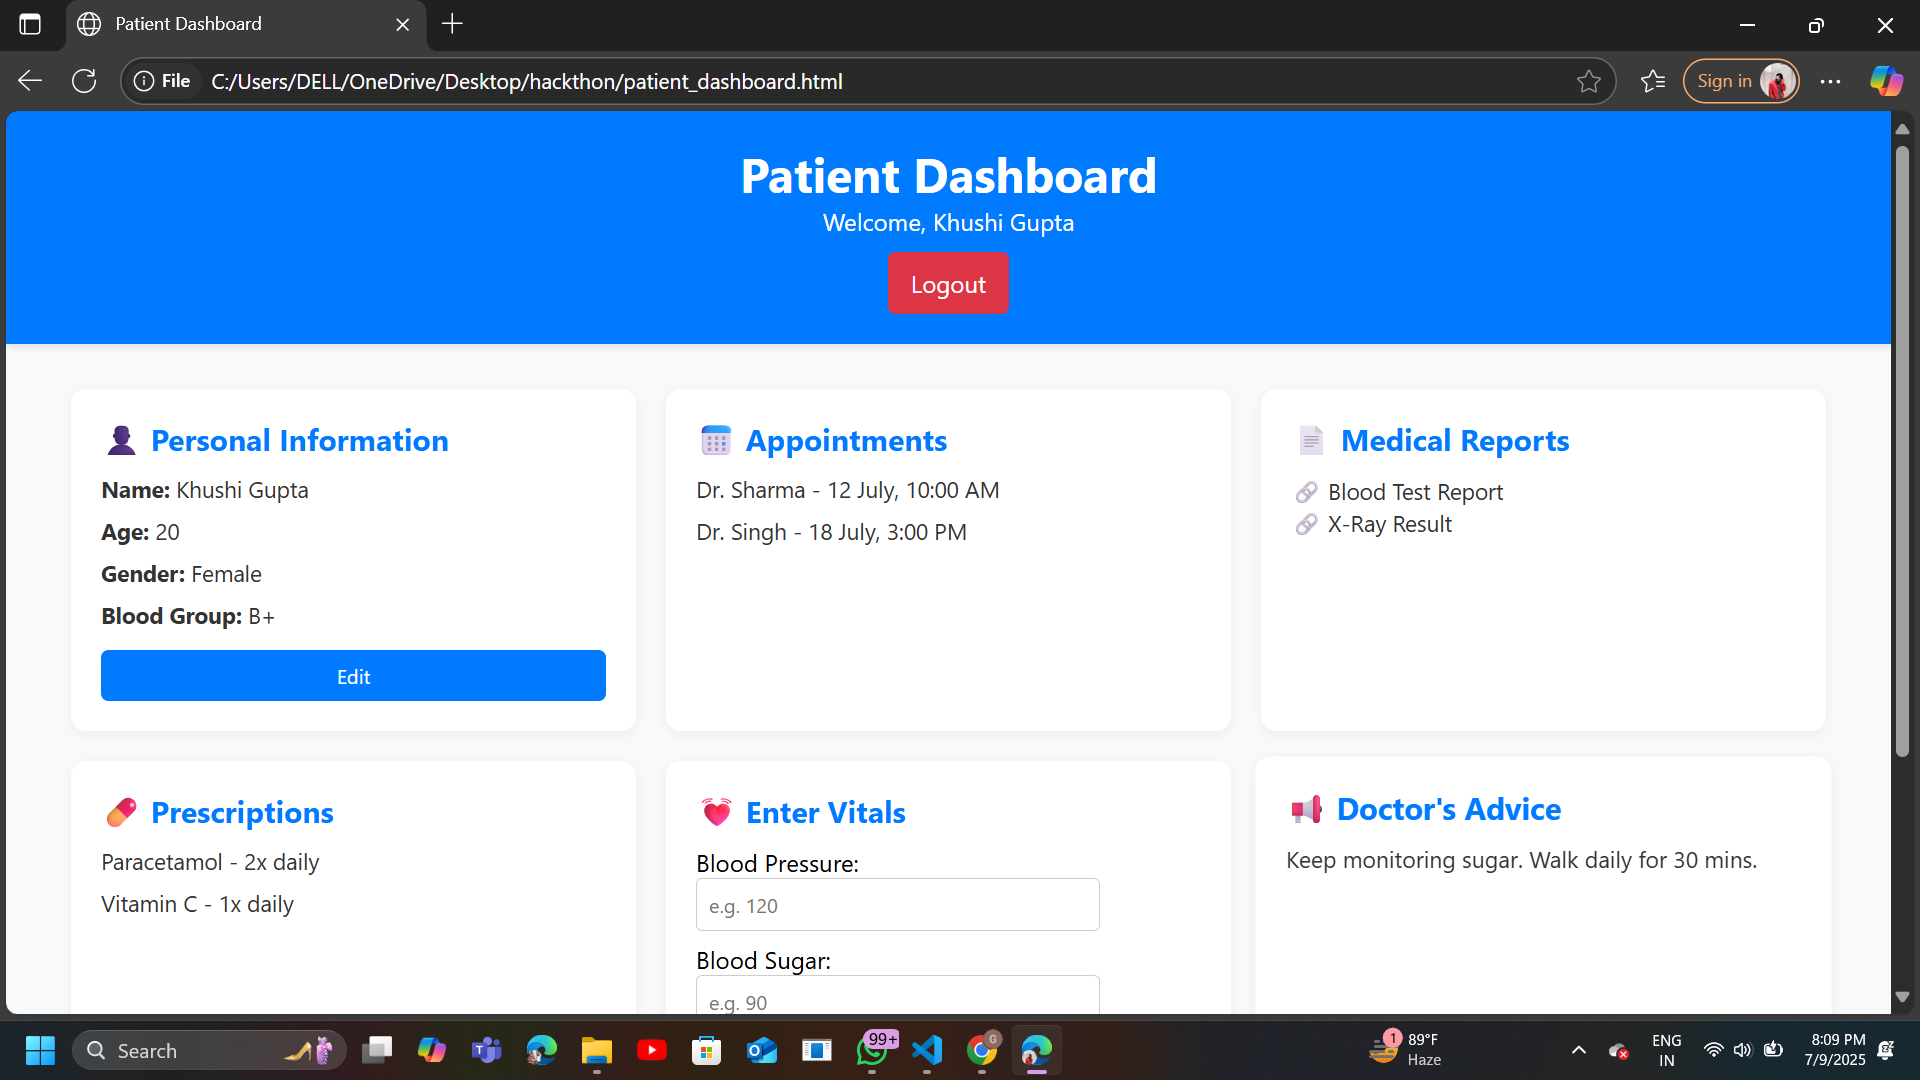 Patient Dashboard
File
C:/Users/DELL/OneDrive/Desktop/hackthon/patient_dashboard.html
Sign in
Patient Dashboard
Welcome, Khushi Gupta
Logout
Personal Information
Name: Khushi Gupta
Age: 20
Gender: Female
Blood Group: B+
Edit
Appointments
Dr. Sharma - 12 July, 10:00 AM
Dr. Singh - 18 July, 3:00 PM
Medical Reports
Blood Test Report
X-Ray Result
Prescriptions
Paracetamol - 2x daily
Vitamin C - 1x daily
Enter Vitals
Blood Pressure:
e.g. 120
Blood Sugar:
e.g. 90
Doctor's Advice
Keep monitoring sugar. Walk daily for 30 mins.
Search
99+
G
1
89°F
Haze
ENG
IN
8:09 PM
7/9/2025